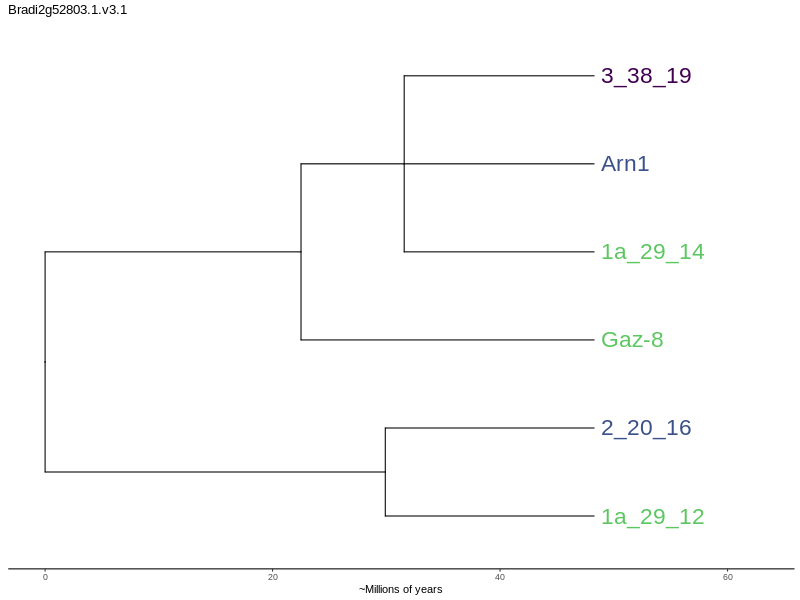 Bradi2g52803.1.v3.1
3_38_19
Arn1
1a_29_14
Gaz-8
2_20_16
1a_29_12
0 20 40 60
~Millions of years